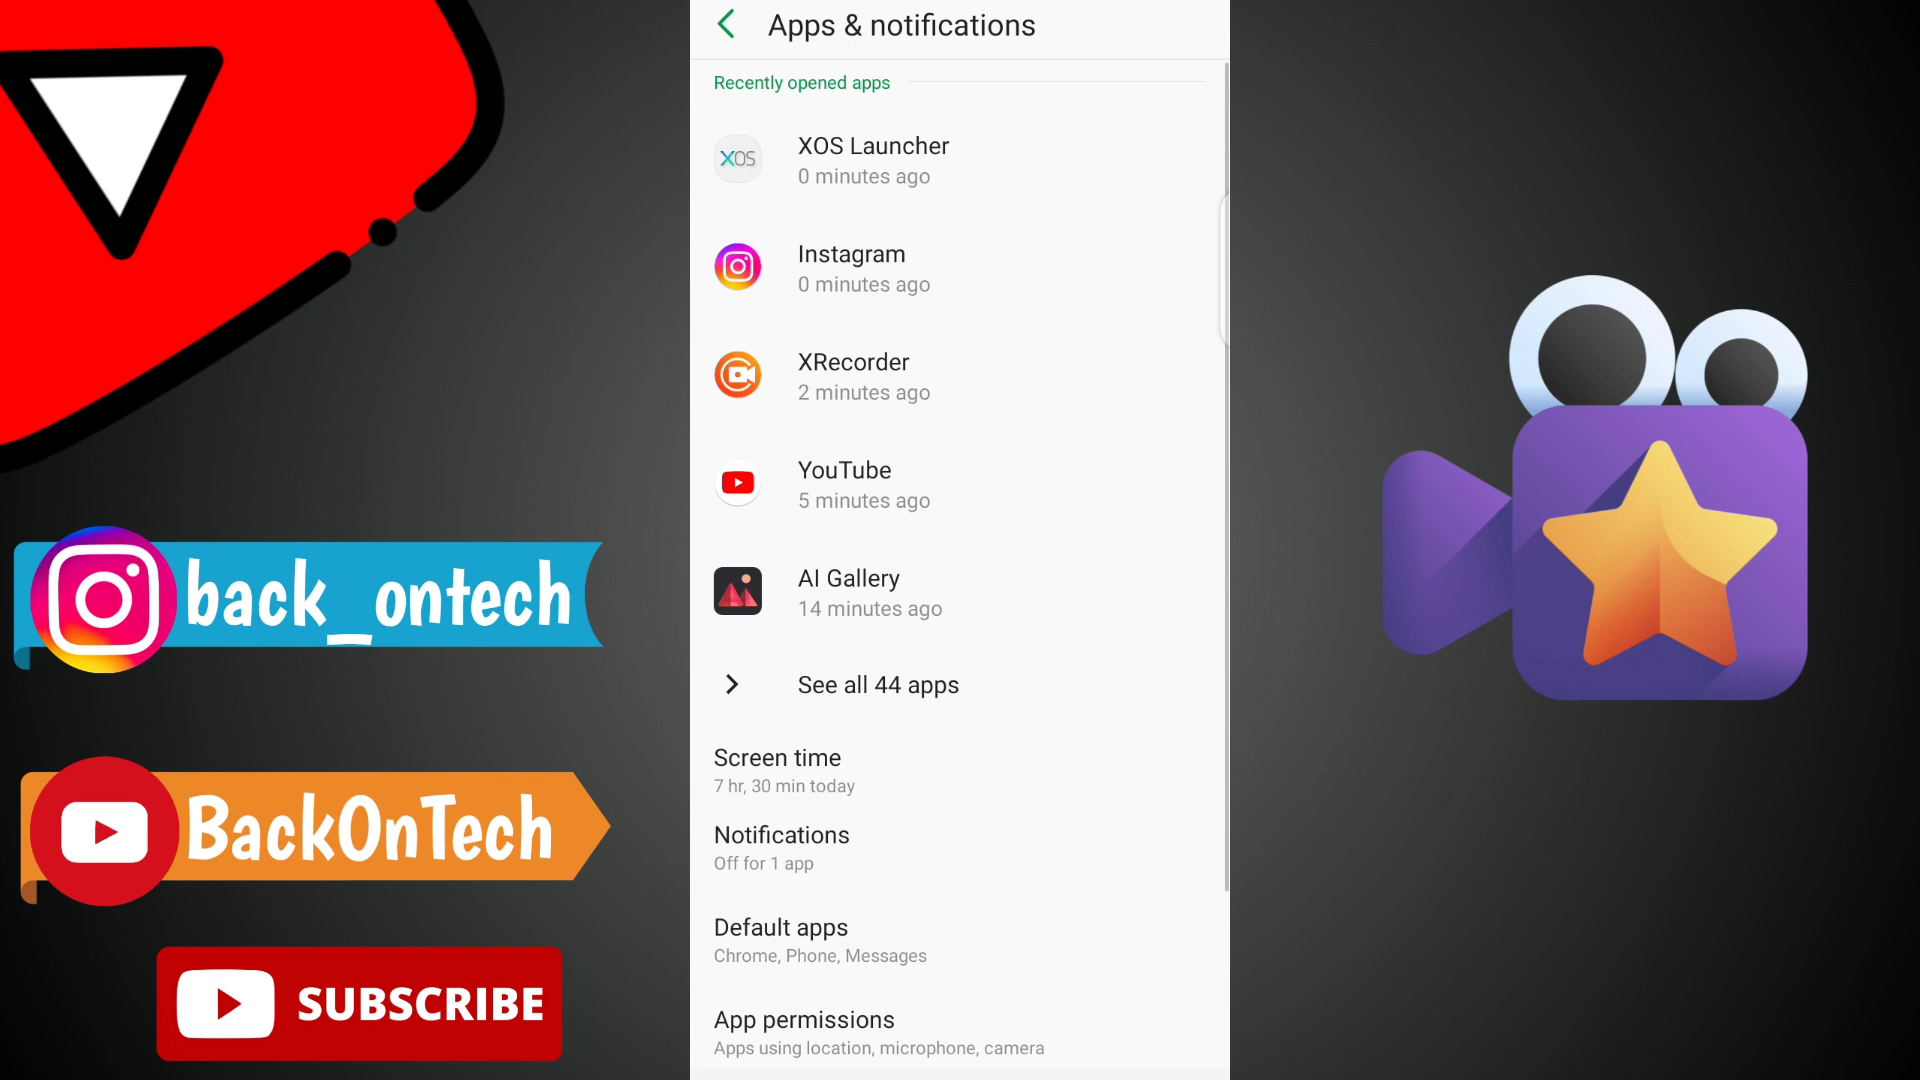 Apps & notifications
Recently opened apps
XOS
XOS Launcher
0 minutes ago
Instagram
0 minutes ago
XRecorder
2 minutes ago
YouTube
5 minutes ago
AI Gallery
14 minutes ago
See all 44 apps
Screen time
7 hr, 30 min today
Notifications
Off for 1 app
Default apps
Chrome, Phone, Messages
App permissions
Apps using location, microphone, camera
back_ontech
BackOnTech
SUBSCRIBE